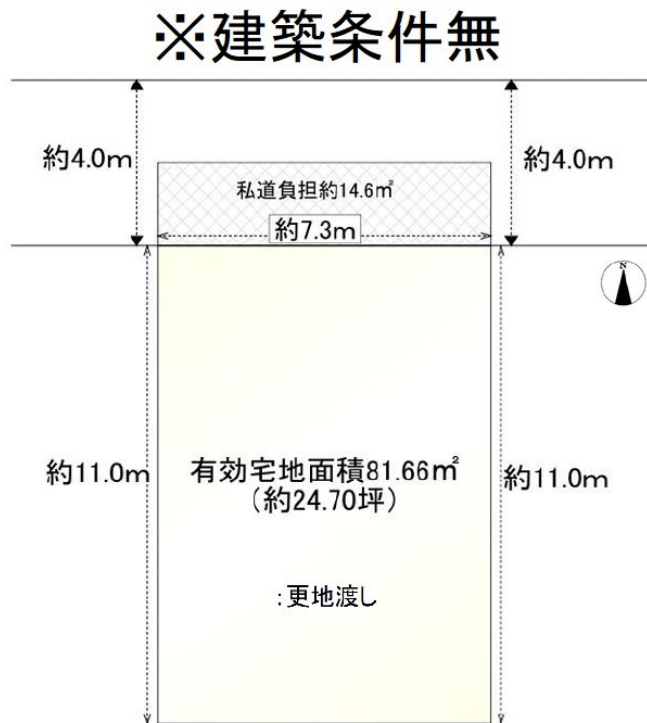 ※建築条件無
約4.0m
約4.0m
私道負担約14.6㎡
約7.3m
N
約11.0m
有効宅地面積81.66㎡
約11.0m
(約24.70坪)
:更地渡し